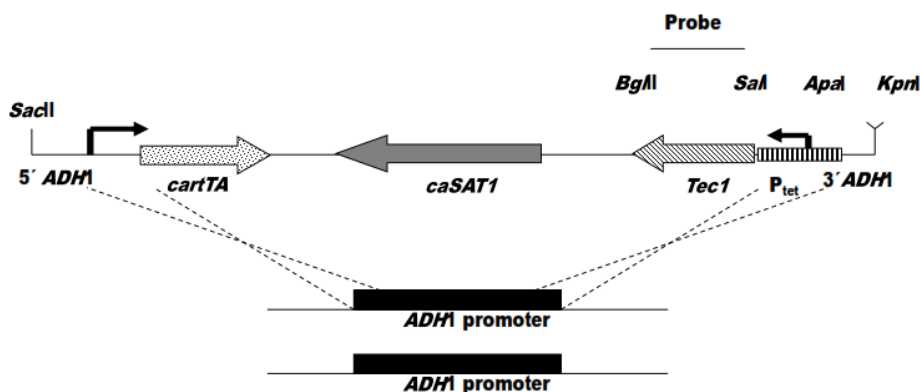 Probe
BglII SalI ApaI KpnI
SacII
5´ ADH1 cartTA caSAT1 Tec1 Ptet 3´ ADH1
ADH1 promoter
ADH1 promoter